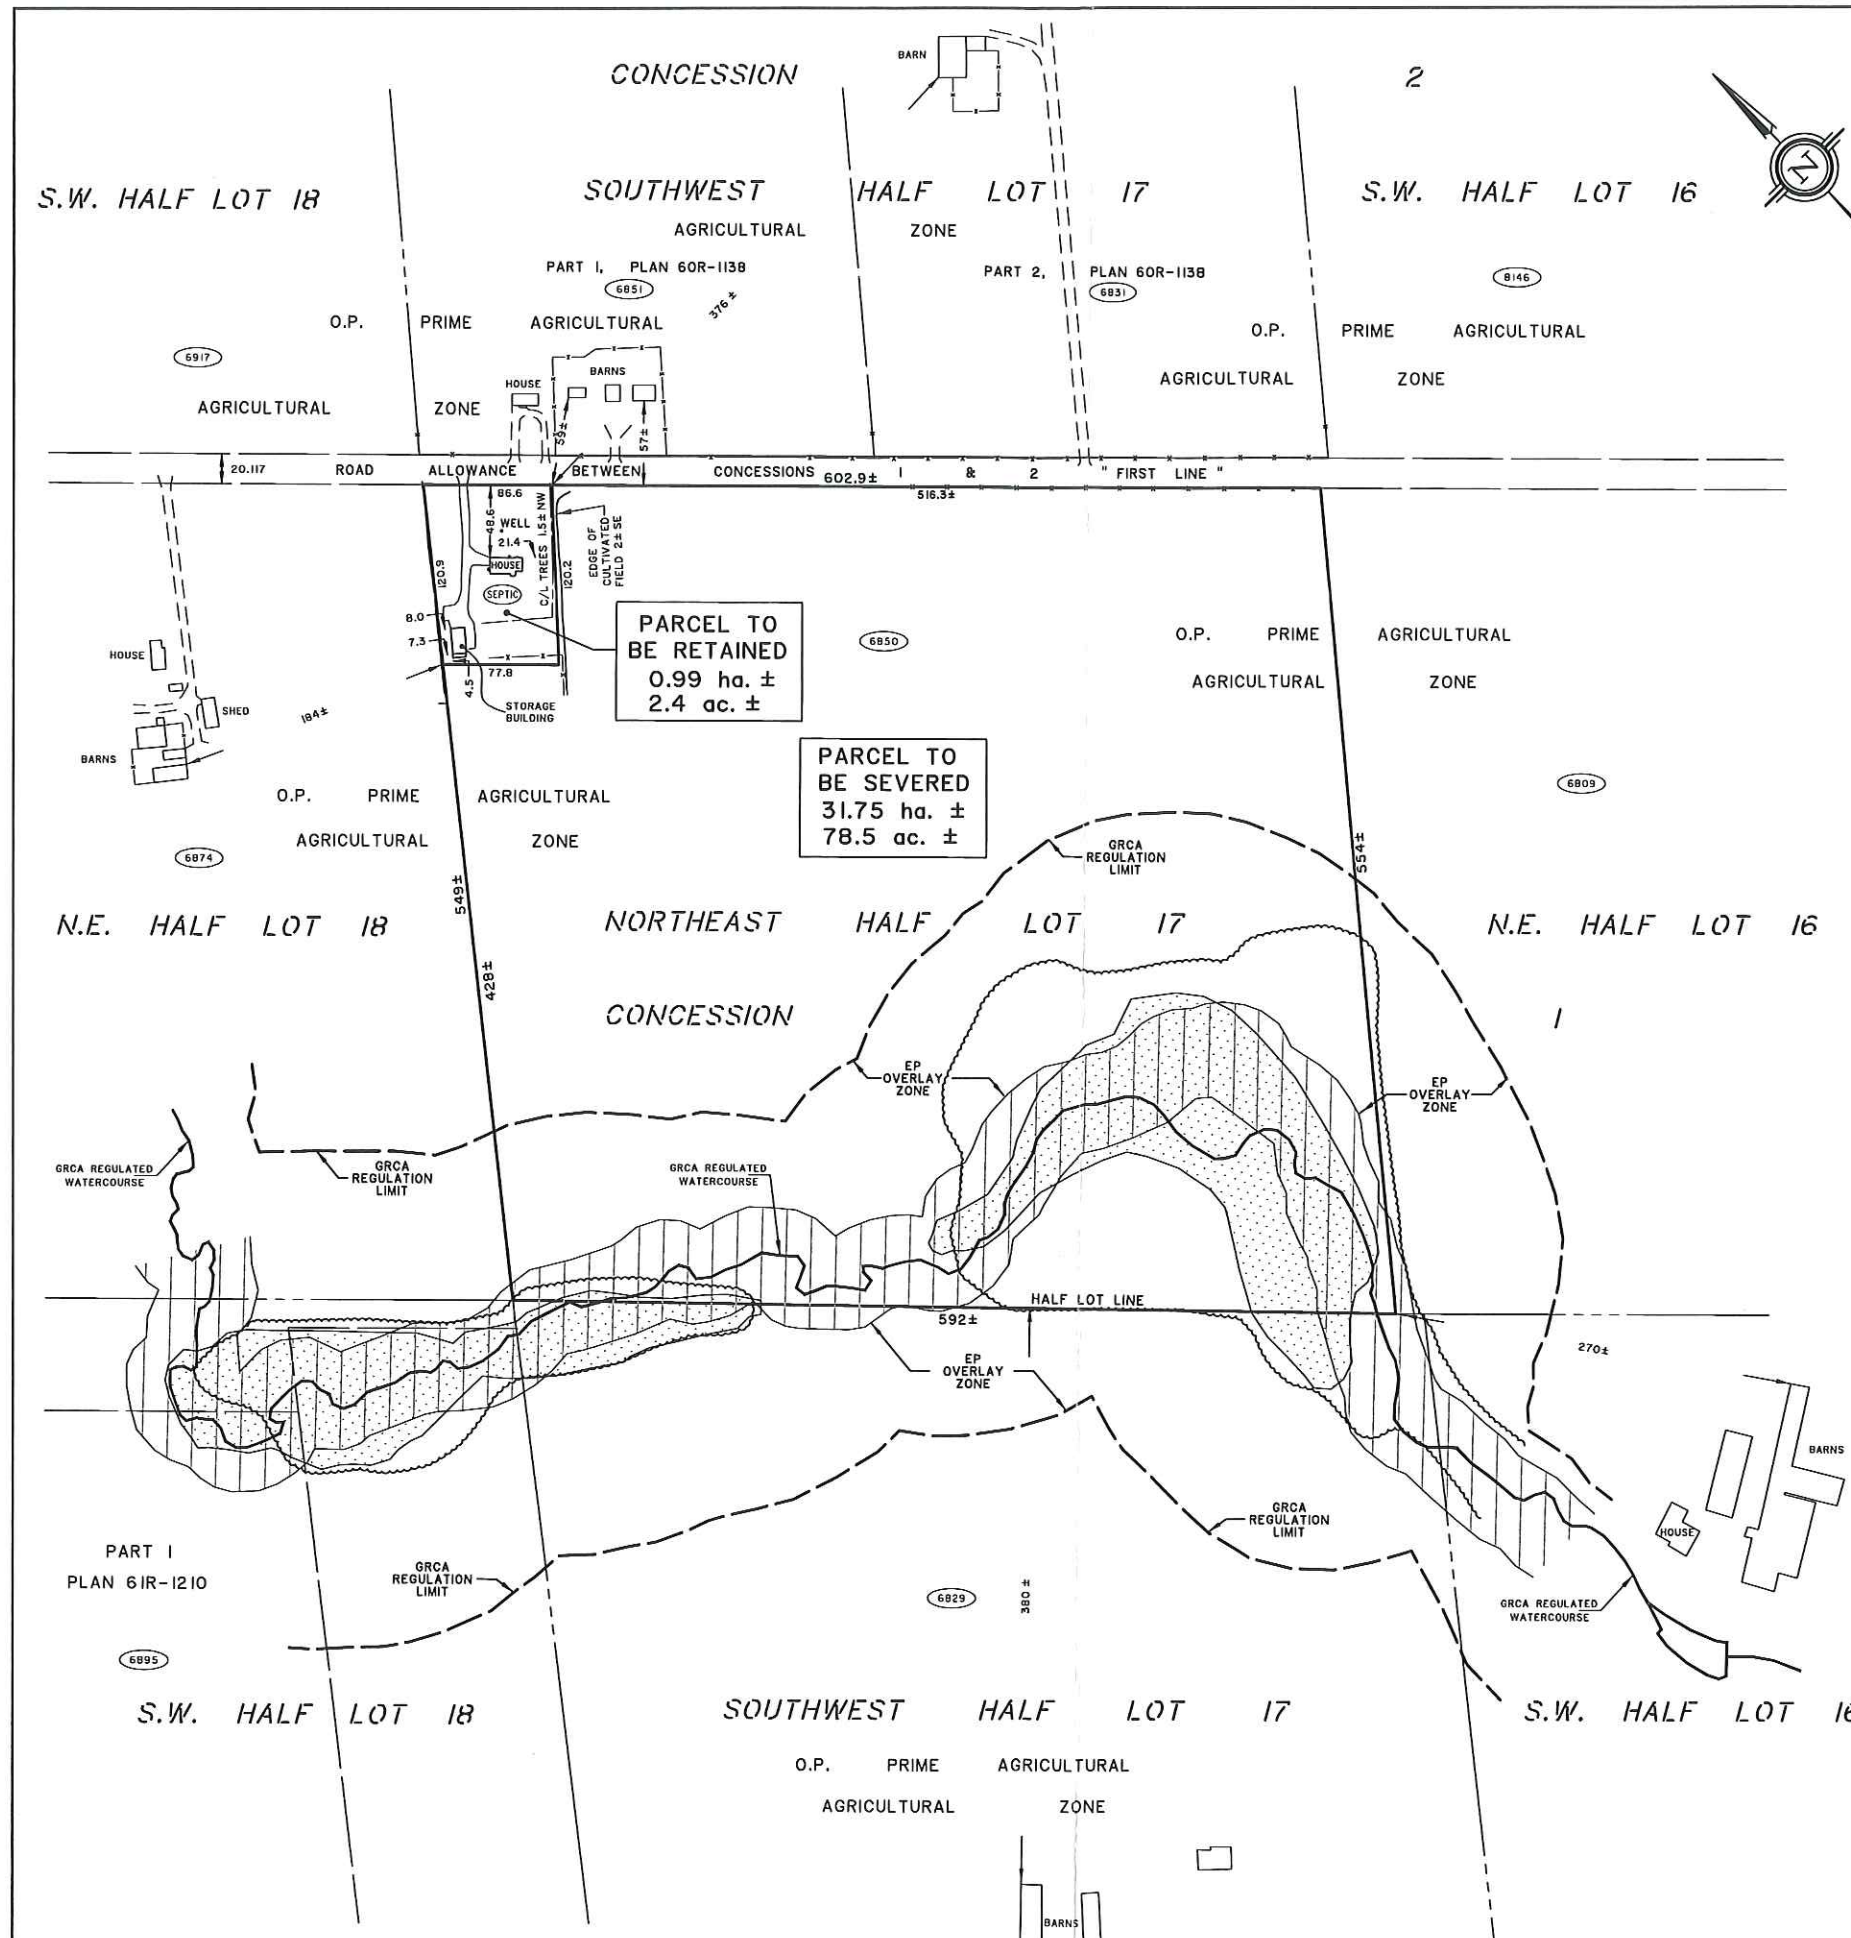 BARN
CONCESSION 2
N
S.W. HALF LOT 18
SOUTHWEST HALF LOT 17
S.W. HALF LOT 16
AGRICULTURAL ZONE
PART 1, PLAN 60R-1138
6851
376 ±
PART 2, PLAN 60R-1138
6831
8146
O.P. PRIME AGRICULTURAL
O.P. PRIME AGRICULTURAL
6917
AGRICULTURAL ZONE
HOUSE
BARNS
59±
57±
AGRICULTURAL ZONE
20.117
ROAD ALLOWANCE BETWEEN CONCESSIONS 1 & 2 " FIRST LINE "
602.9±
516.3±
86.6
48.6
WELL
21.4
HOUSE
SEPTIC
C/L TREES 1.5± NW
EDGE OF
CULTIVATED
FIELD 2± SE
120.9
120.2
8.0
7.3
4.5
77.8
STORAGE
BUILDING
PARCEL TO
BE RETAINED
0.99 ha. ±
2.4 ac. ±
6850
O.P. PRIME AGRICULTURAL
AGRICULTURAL ZONE
HOUSE
SHED
BARNS
184±
PARCEL TO
BE SEVERED
31.75 ha. ±
78.5 ac. ±
6809
O.P. PRIME AGRICULTURAL
AGRICULTURAL ZONE
6874
549±
554±
GRCA
REGULATION
LIMIT
N.E. HALF LOT 18
NORTHEAST HALF LOT 17
N.E. HALF LOT 16
428±
CONCESSION 1
EP
OVERLAY
ZONE
EP
OVERLAY
ZONE
GRCA REGULATED
WATERCOURSE
GRCA
REGULATION
LIMIT
GRCA REGULATED
WATERCOURSE
HALF LOT LINE
592±
EP
OVERLAY
ZONE
270±
BARNS
HOUSE
GRCA
REGULATION
LIMIT
PART 1
PLAN 61R-1210
GRCA
REGULATION
LIMIT
6829
380 ±
GRCA REGULATED
WATERCOURSE
6895
S.W. HALF LOT 18
SOUTHWEST HALF LOT 17
S.W. HALF LOT 16
O.P. PRIME AGRICULTURAL
AGRICULTURAL ZONE
BARNS